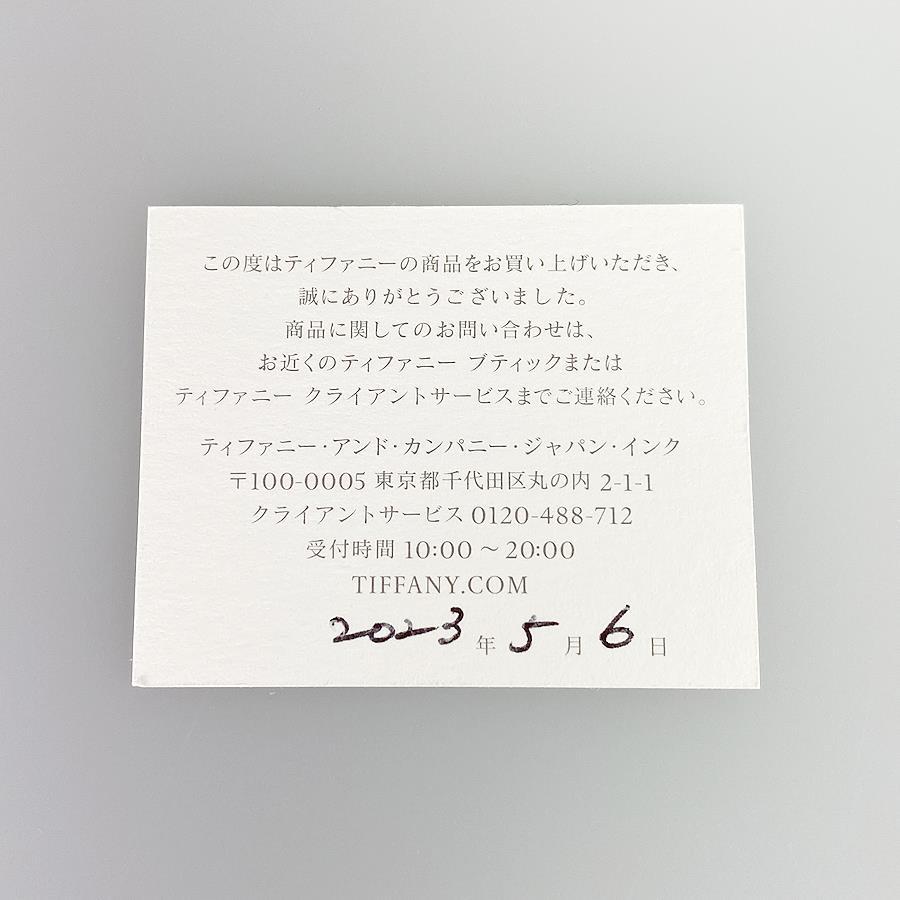 この度はティファニーの商品をお買い上げいただき、
誠にありがとうございました。
商品に関してのお問い合わせは、
お近くのティファニー ブティックまたは
ティファニー クライアントサービスまでご連絡ください。
ティファニー・アンド・カンパニー・ジャパン・インク
〒100-0005 東京都千代田区丸の内 2-1-1
クライアントサービス 0120-488-712
受付時間 10:00 ～ 20:00
TIFFANY.COM
2023 年 5 月 6 日